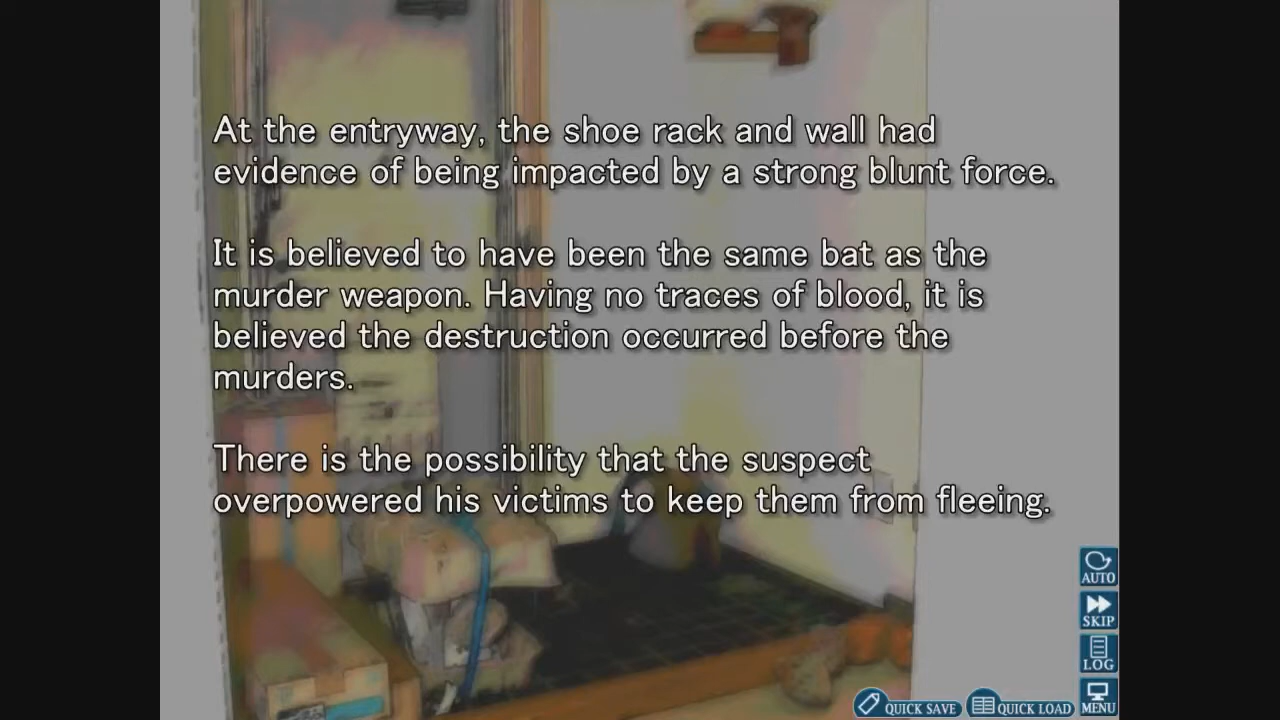 At the entryway, the shoe rack and wall had
evidence of being impacted by a strong blunt force.
It is believed to have been the same bat as the
murder weapon. Having no traces of blood, it is
believed the destruction occurred before the
murders.
There is the possibility that the suspect
overpowered his victims to keep them from fleeing.
AUTO
SKIP
LOG
MENU
QUICK SAVE
QUICK LOAD